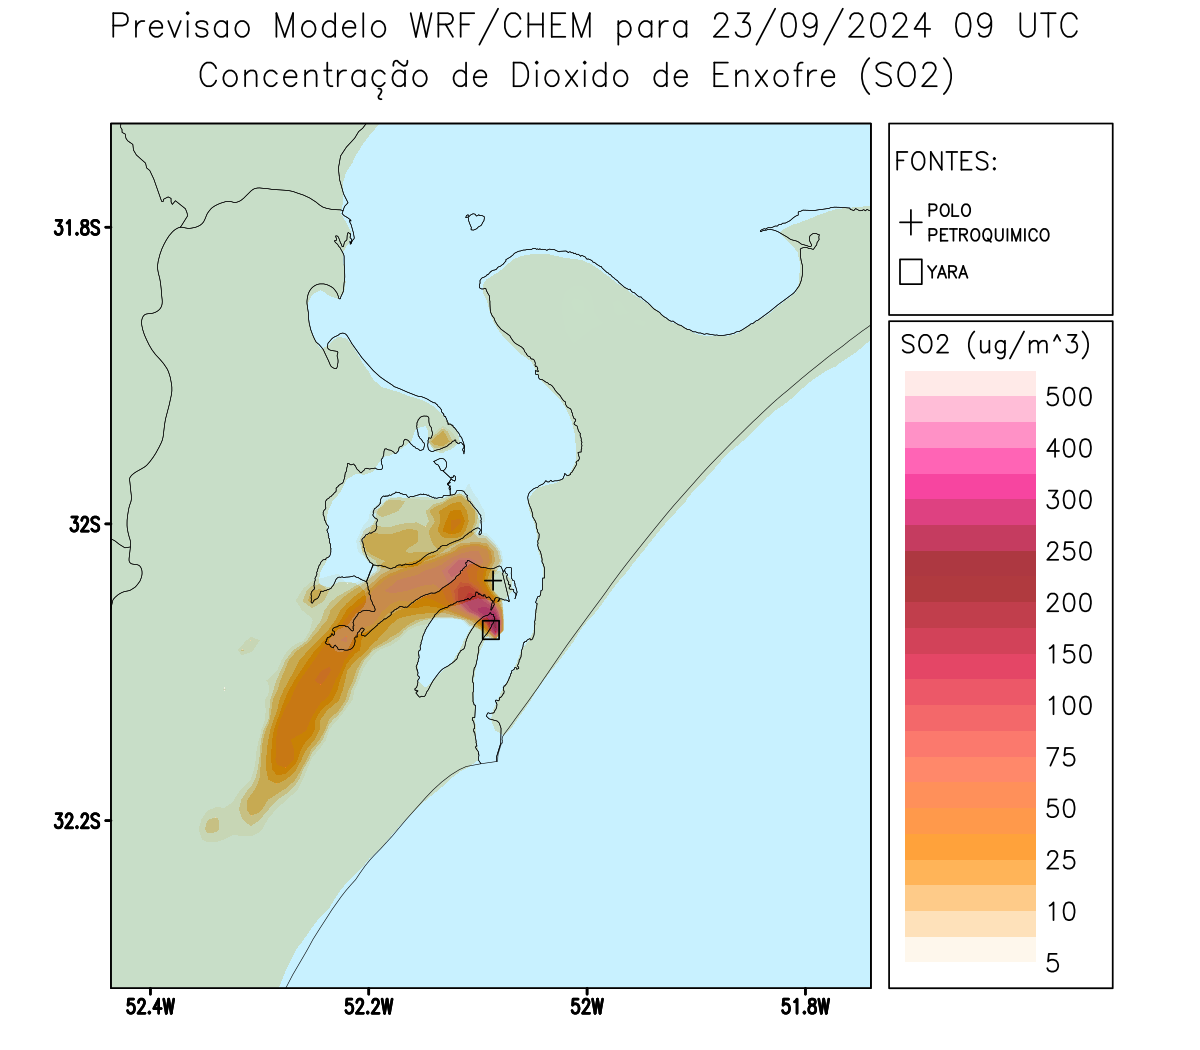 Previsao Modelo WRF/CHEM para 23/09/2024 09 UTC
Concentração de Dioxido de Enxofre (SO2)
FONTES:
POLO
PETROQUIMICO
YARA
31.8S
32S
32.2S
52.4W
52.2W
52W
51.8W
SO2 (ug/m^3)
500
400
300
250
200
150
100
75
50
25
10
5